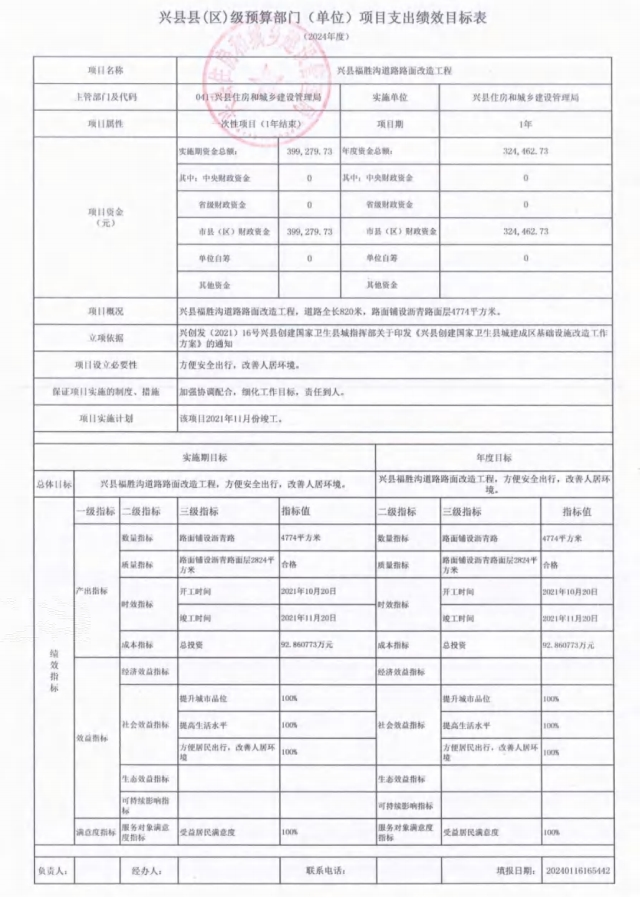 兴县县(区)级预算部门（单位）项目支出绩效目标表
（2024年度）
项目名称 兴县福胜沟道路路面改造工程
主管部门及代码 041-兴县住房和城乡建设管理局 实施单位 兴县住房和城乡建设管理局
项目属性 一次性项目（1年结束） 项目期 1年
项目资金（元） 实施期资金总额： 399,279.73 年度资金总额： 324,462.73
其中：中央财政资金 0 其中：中央财政资金 0
省级财政资金 0 省级财政资金 0
市县（区）财政资金 399,279.73 市县（区）财政资金 324,462.73
单位自筹 0 单位自筹 0
其他资金 其他资金
项目概况 兴县福胜沟道路路面改造工程，道路全长820米，路面铺设沥青路面层4774平方米。
立项依据 兴创发（2021）16号兴县创建国家卫生县城指挥部关于印发《兴县创建国家卫生县城建成区基础设施改造工作
方案》的通知
项目设立必要性 方便安全出行，改善人居环境。
保证项目实施的制度、措施 加强协调配合，细化工作目标，责任到人。
项目实施计划 该项目2021年11月份竣工。
实施期目标 年度目标
总体目标 兴县福胜沟道路路面改造工程，方便安全出行，改善人居环境。 兴县福胜沟道路路面改造工程，方便安全出行，改善人居环
境。
绩效指标 一级指标 二级指标 三级指标 指标值 二级指标 三级指标 指标值
产出指标 数量指标 路面铺设沥青路 4774平方米 数量指标 路面铺设沥青路 4774平方米
质量指标 路面铺设沥青路面层2824平 合格 质量指标 路面铺设沥青路面层2824平 合格
方米 方米
时效指标 开工时间 2021年10月20日 时效指标 开工时间 2021年10月20日
竣工时间 2021年11月20日 竣工时间 2021年11月20日
成本指标 总投资 92.860773万元 成本指标 总投资 92.860773万元
效益指标 经济效益指标 经济效益指标
社会效益指标 提升城市品位 100% 社会效益指标 提升城市品位 100%
提高生活水平 100% 提高生活水平 100%
方便居民出行，改善人居环 100% 方便居民出行，改善人居环 100%
境 境
生态效益指标 生态效益指标
可持续影响指 可持续影响指标
标
满意度指标 服务对象满意 受益居民满意度 100% 服务对象满意度 受益居民满意度 100%
度指标 指标
负责人： 经办人： 联系电话： 填报日期： 20240116165442